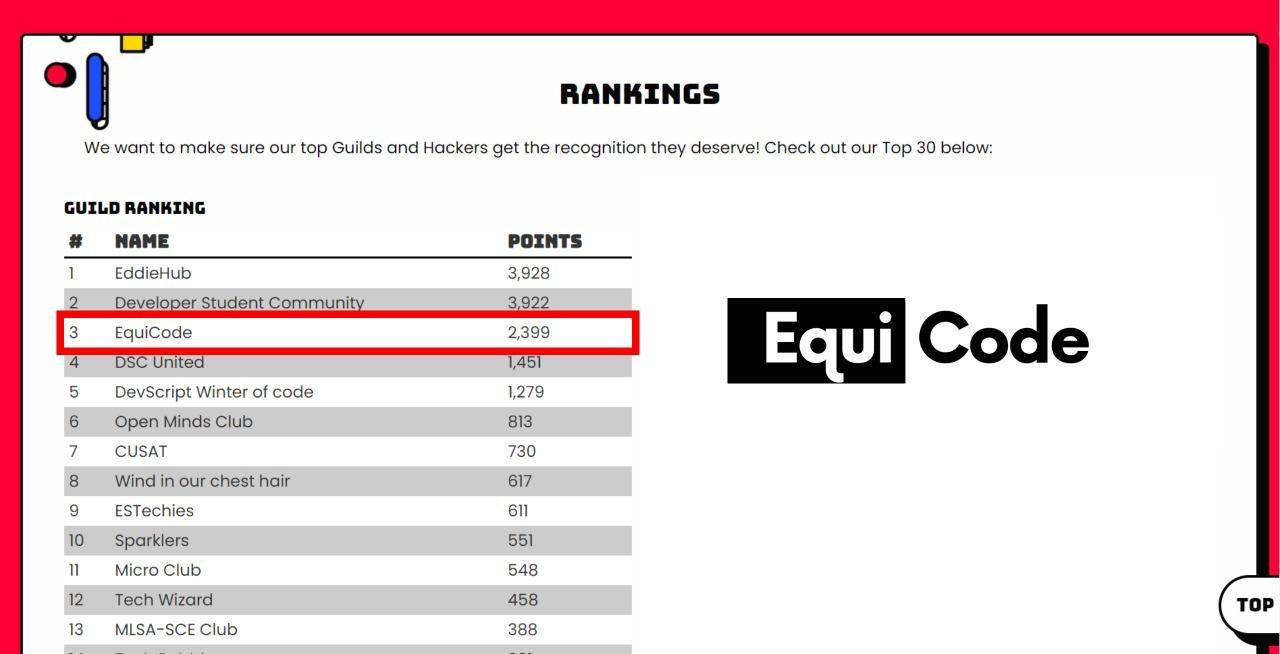 RANKINGS
We want to make sure our top Guilds and Hackers get the recognition they deserve! Check out our Top 30 below:
GUILD RANKING
# NAME POINTS
1 EddieHub 3,928
2 Developer Student Community 3,922
3 EquiCode 2,399
4 DSC United 1,451
5 DevScript Winter of code 1,279
6 Open Minds Club 813
7 CUSAT 730
8 Wind in our chest hair 617
9 ESTechies 611
10 Sparklers 551
11 Micro Club 548
12 Tech Wizard 458
13 MLSA-SCE Club 388
Equi Code
TOP